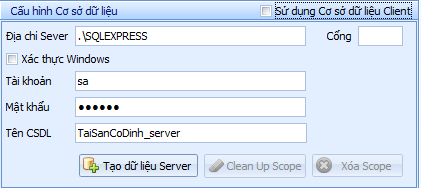 Cấu hình Cơ sở dữ liệu Sử dụng Cơ sở dữ liệu Client
Địa chỉ Sever .\SQLEXPRESS Cổng
Xác thực Windows
Tài khoản sa
Mật khẩu ●●●●●●
Tên CSDL TaiSanCoDinh_server
Tạo dữ liệu Server Clean Up Scope Xóa Scope